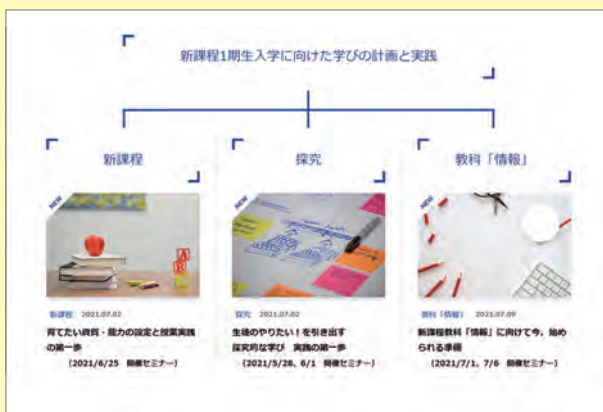 新課程1期生入学に向けた学びの計画と実践
新課程
探究
教科「情報」
NEW
NEW
NEW
新課程 2021.07.02
育てたい資質・能力の設定と授業実践
の第一歩
(2021/6/25 開催セミナー)
探究 2021.07.02
生徒のやりたい!を引き出す
探究的な学び 実践の第一歩
(2021/5/28、6/1 開催セミナー)
教科「情報」 2021.07.09
新課程教科「情報」に向けて今、始め
られる準備
(2021/7/1、7/6 開催セミナー)